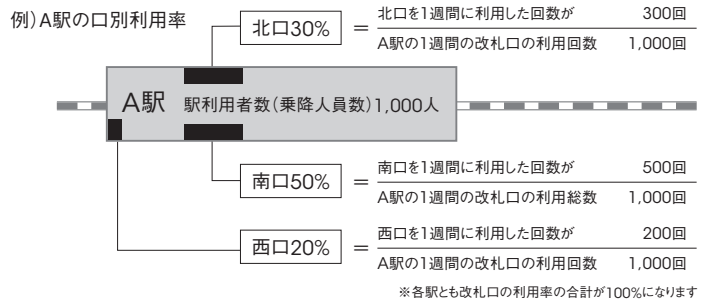 例）A駅の口別利用率
北口30%
＝
北口を1週間に利用した回数が 300回
A駅の1週間の改札口の利用回数 1,000回
A駅 駅利用者数（乗降人員数）1,000人
南口50%
＝
南口を1週間に利用した回数が 500回
A駅の1週間の改札口の利用総数 1,000回
西口20%
＝
西口を1週間に利用した回数が 200回
A駅の1週間の改札口の利用回数 1,000回
※各駅とも改札口の利用率の合計が100%になります